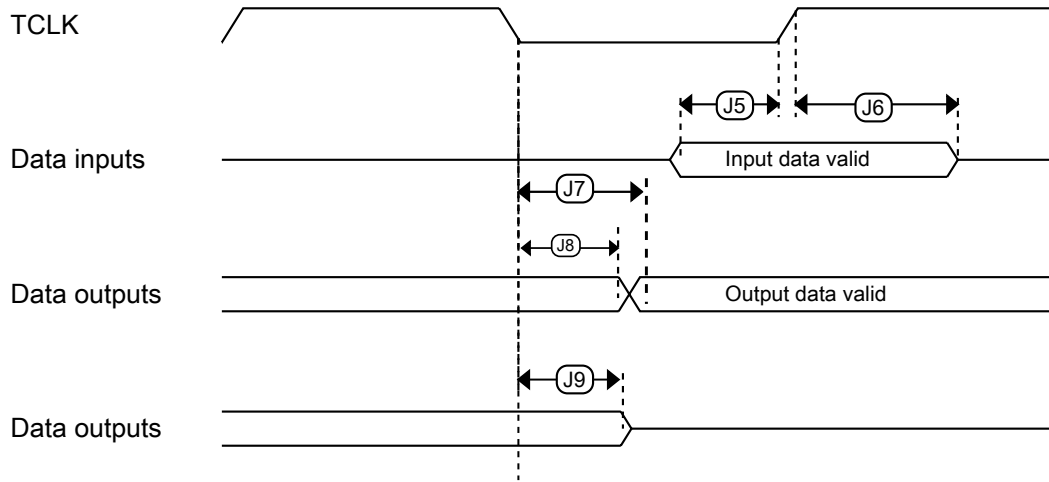 TCLK
J5
J6
Data inputs
Input data valid
J7
J8
Data outputs
Output data valid
J9
Data outputs